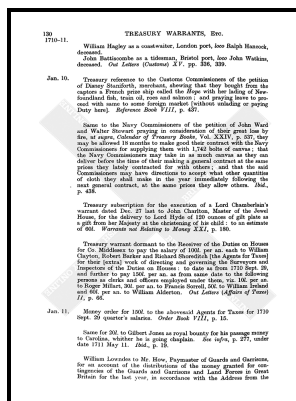 130 TREASURY WARRANTS, ETC.
1710–11.
William Hagley as a coastwaiter, London port, loco Ralph Hancock,
deceased.
John Battiscombe as a tidesman, Bristol port, loco John Watkins,
deceased. Out Letters (Customs) XV. pp. 336, 339.
Jan. 10. Treasury reference to the Customs Commissioners of the petition
of Disney Staniforth, merchant, shewing that they bought from the
captors a French prize ship called the Hope with her lading of New-
foundland fish, train oil, roes and salmon; and praying leave to pro-
ceed with same to some foreign market [without unlading or paying
Duty here]. Reference Book VIII, p. 437.
Same to the Navy Commissioners of the petition of John Ward
and Walter Stewart praying in consideration of their great loss by
fire, ut supra, Calendar of Treasury Books, Vol. XXIV, p. 537, they
may be allowed 18 months to make good their contract with the Navy
Commissioners for supplying them with 1,742 bolts of canvas; that
the Navy Commissioners may take in as much canvas as they can
deliver before the time of their making a general contract at the same
prices they lately contracted for with others; and that the Navy
Commissioners may have directions to accept what other quantities
of cloth they shall make in the year immediately following the
next general contract, at the same prices they allow others. Ibid.,
p. 438.
Treasury subscription for the execution of a Lord Chamberlain's
warrant dated Dec. 27 last to John Charlton, Master of the Jewel
House, for the delivery to Lord Hyde of 120 ounces of gilt plate as
a gift from her Majesty at the christening of his child: to an estimate
of 60l. Warrants not Relating to Money XXI, p. 180.
Treasury warrant dormant to the Receiver of the Duties on Houses
for Co. Middlesex to pay the salary of 100l. per an. each to William
Clayton, Robert Barker and Richard Shoreditch [the Agents for Taxes]
for their [extra] work of directing and governing the Surveyors and
Inspectors of the Duties on Houses: to date as from 1710 Sept. 29,
and further to pay 150l. per an. as from same date to the following
persons as clerks and officers employed under them, viz. 10l. per an.
to Roger Millart, 30l. per an. to Francis Sorrell, 50l. to William Ireland
and 60l. per an. to William Alderton. Out Letters (Affairs of Taxes)
II, p. 66.
Jan. 11. Money order for 150l. to the abovesaid Agents for Taxes for 1710
Sept. 29 quarter's salaries. Order Book VIII, p. 15.
Same for 20l. to Gilbert Jones as royal bounty for his passage money
to Carolina, whither he is going chaplain. See infra, p. 277, under
date 1711 May 11. Ibid., p. 19.
William Lowndes to Mr. How, Paymaster of Guards and Garrisons,
for an account of the distributions of the money granted for con-
tingencies of the Guards and Garrisons and Land Forces in Great
Britain for the last year, in accordance with the Address from the